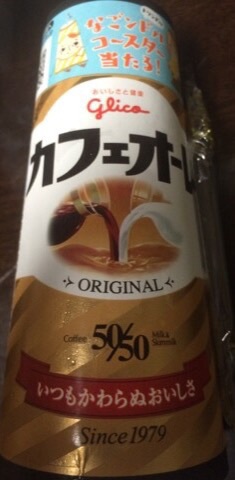 なごンドル
コースター
当たる!
おいしさと健康
Glico
カフェオーレ
ORIGINAL
Coffee 50/50 Milk &
いつもかわらぬおいしさ
Since 1979